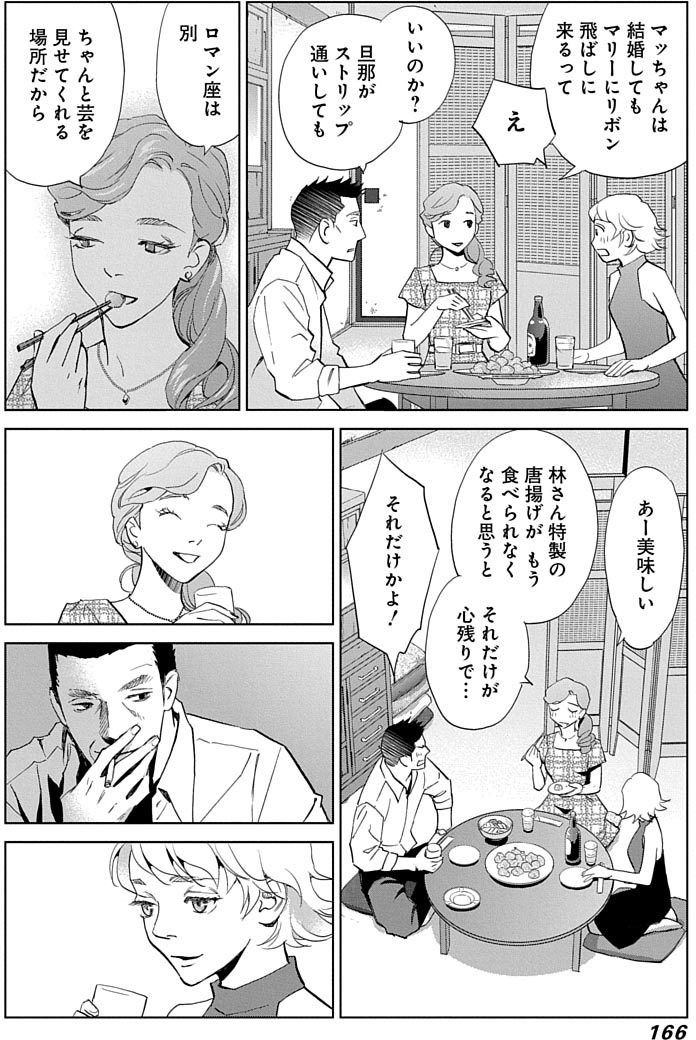 マッちゃんは
結婚しても
マリーにリボン
飛ばしに
来るって
え
いいのか？
旦那が
ストリップ
通いしても
ロマン座は
別
ちゃんと芸を
見せてくれる
場所だから
あー美味しい
林さん特製の
唐揚げが もう
食べられなく
なると思うと
それだけが
心残りで…
それだけかよ！
166